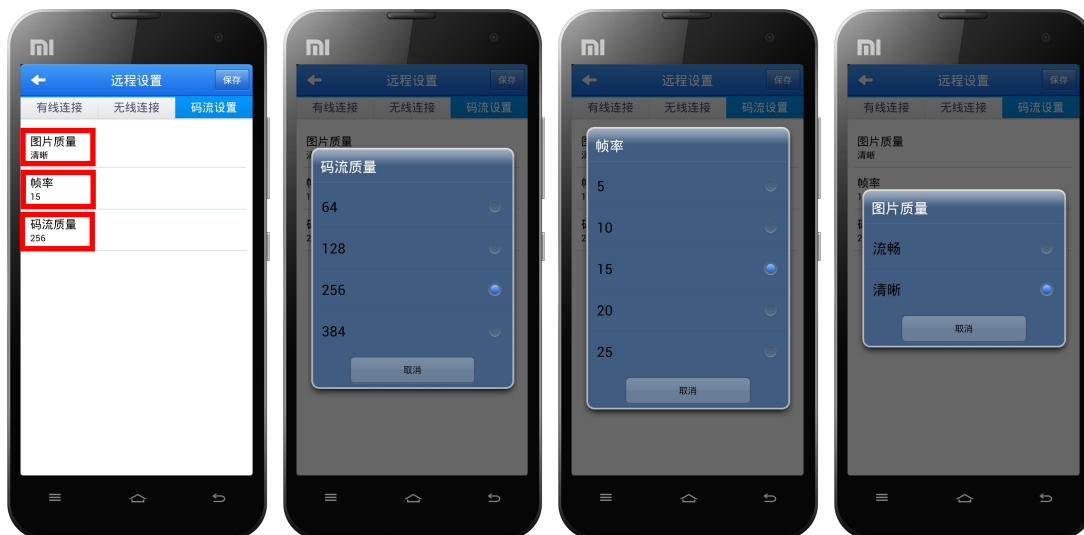 远程设置
保存
有线连接
无线连接
码流设置
图片质量
清晰
帧率
15
码流质量
256
远程设置
保存
有线连接
无线连接
码流设置
图片质量
码流质量
64
128
256
384
取消
远程设置
保存
有线连接
无线连接
码流设置
帧率
5
10
15
20
25
取消
远程设置
保存
有线连接
无线连接
码流设置
图片质量
清晰
帧率
图片质量
流畅
清晰
取消